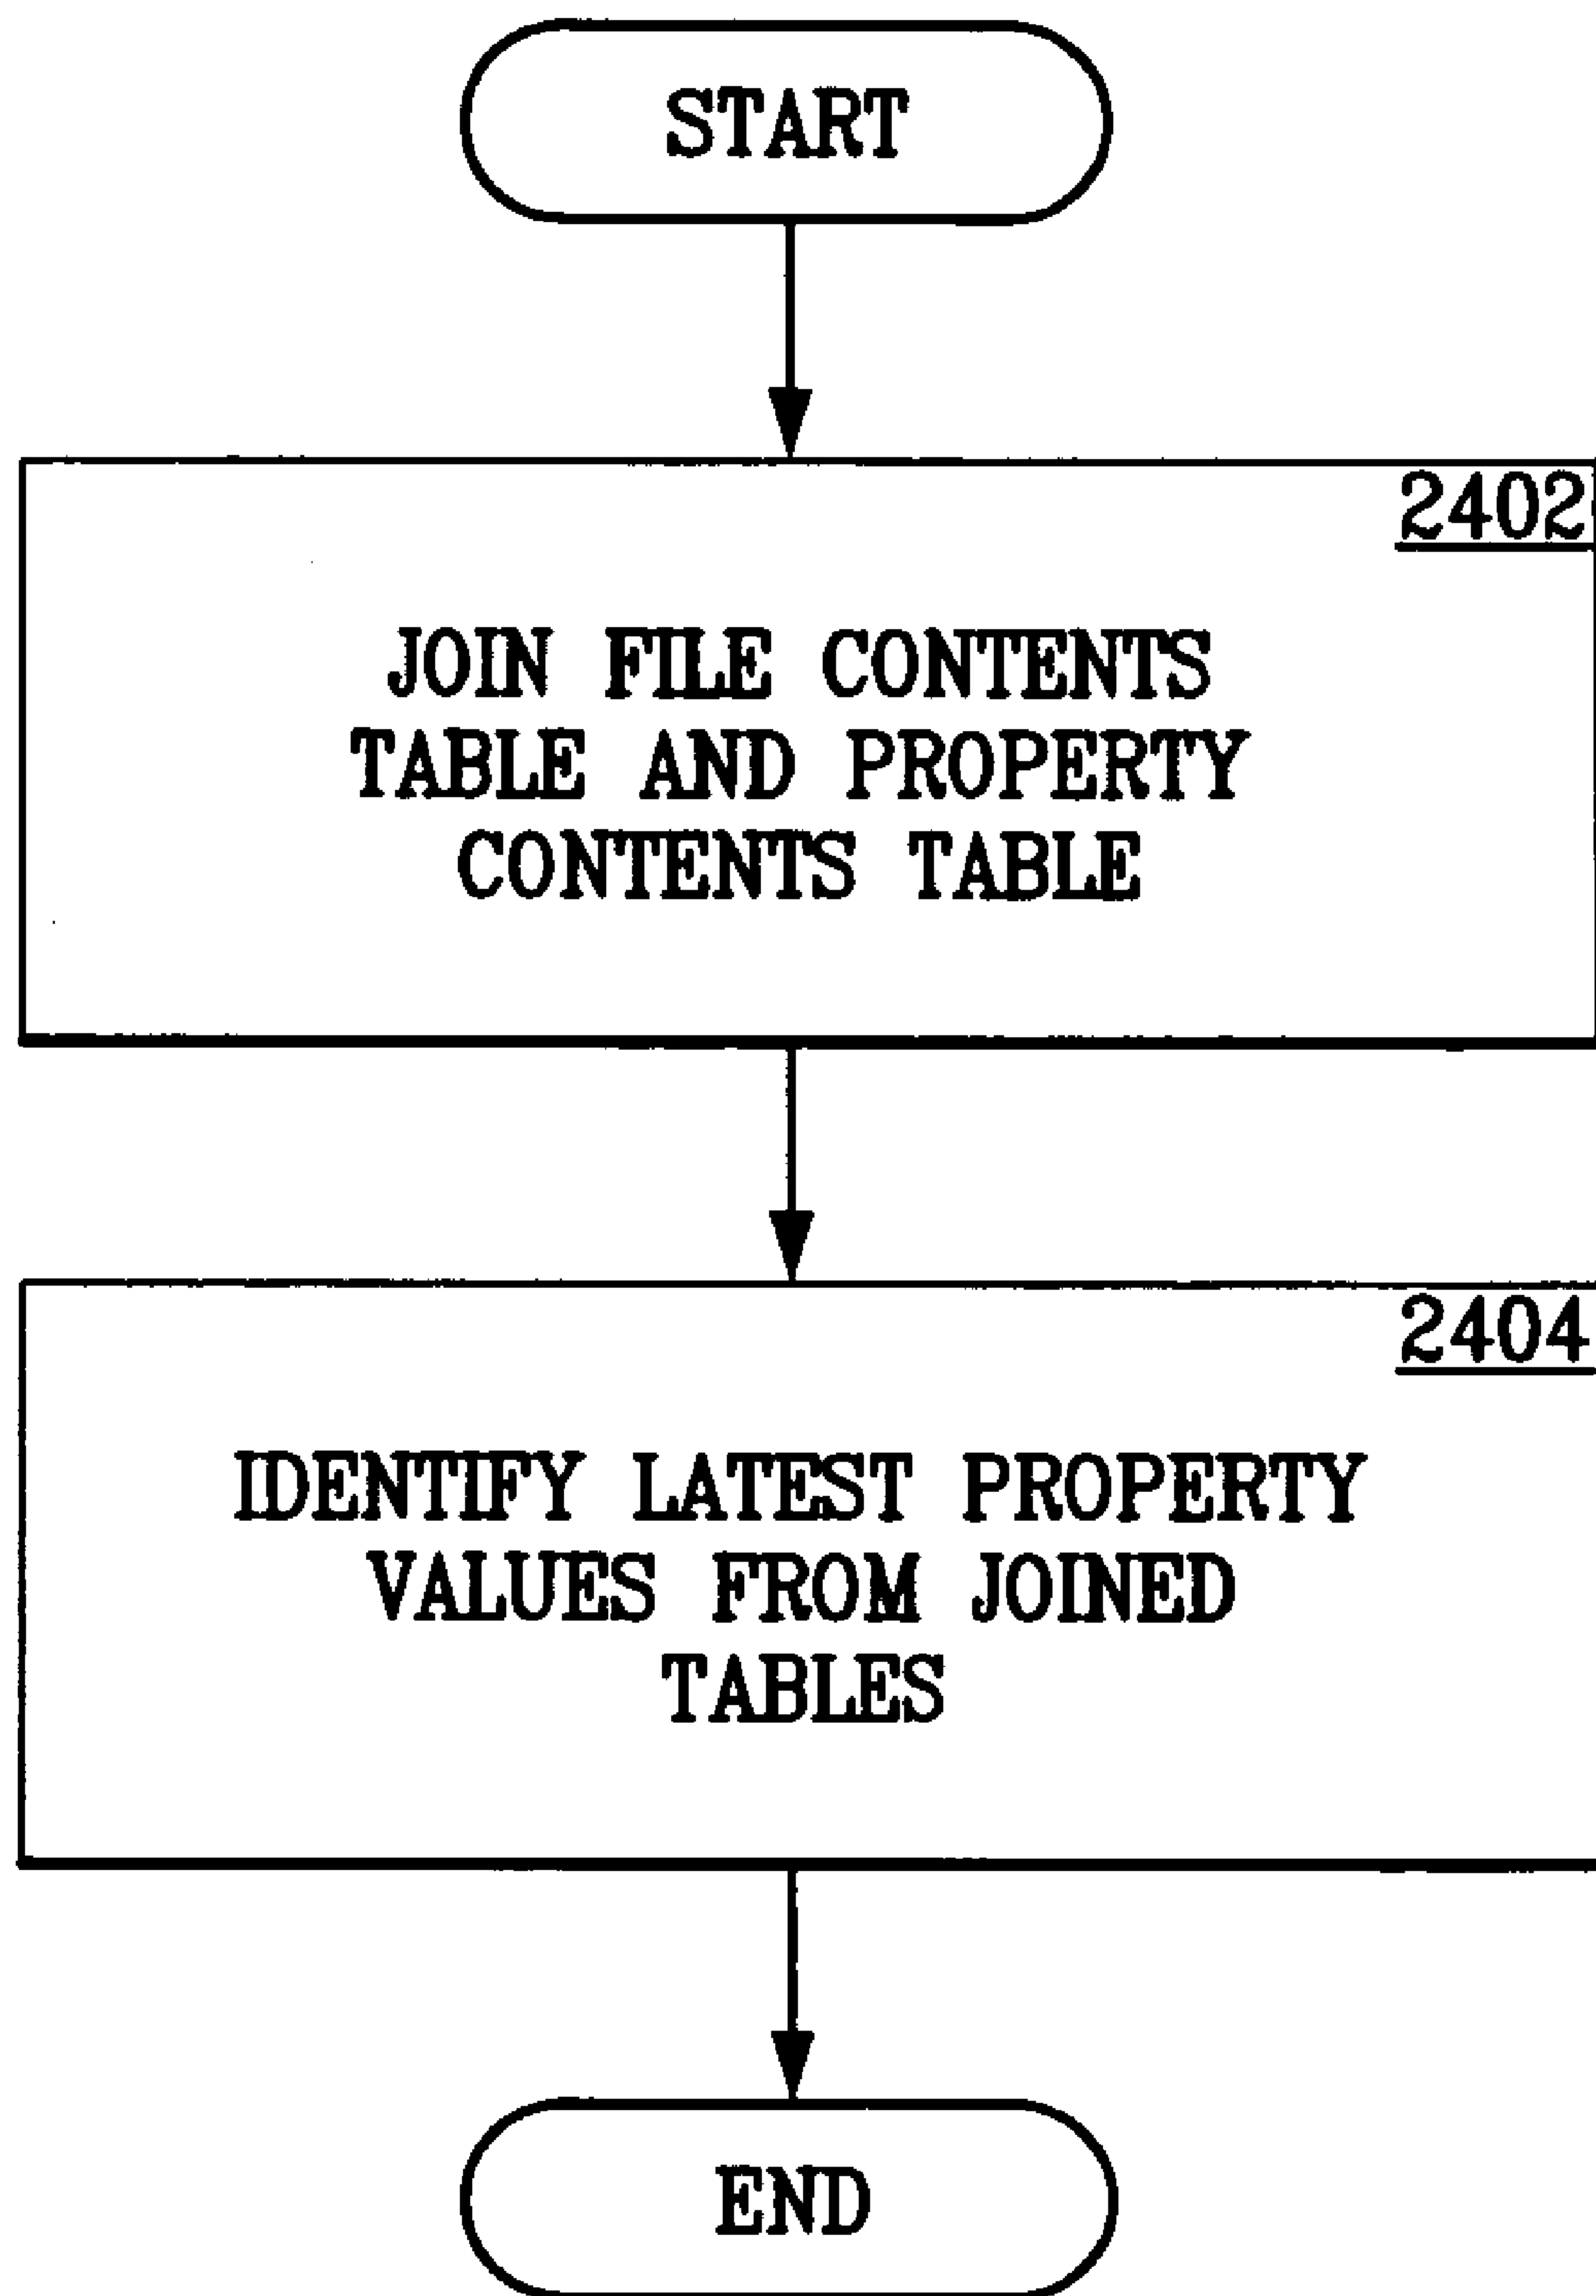 START
2402
JOIN FILE CONTENTS
TABLE AND PROPERTY
CONTENTS TABLE
2404
IDENTIFY LATEST PROPERTY
VALUES FROM JOINED
TABLES
END